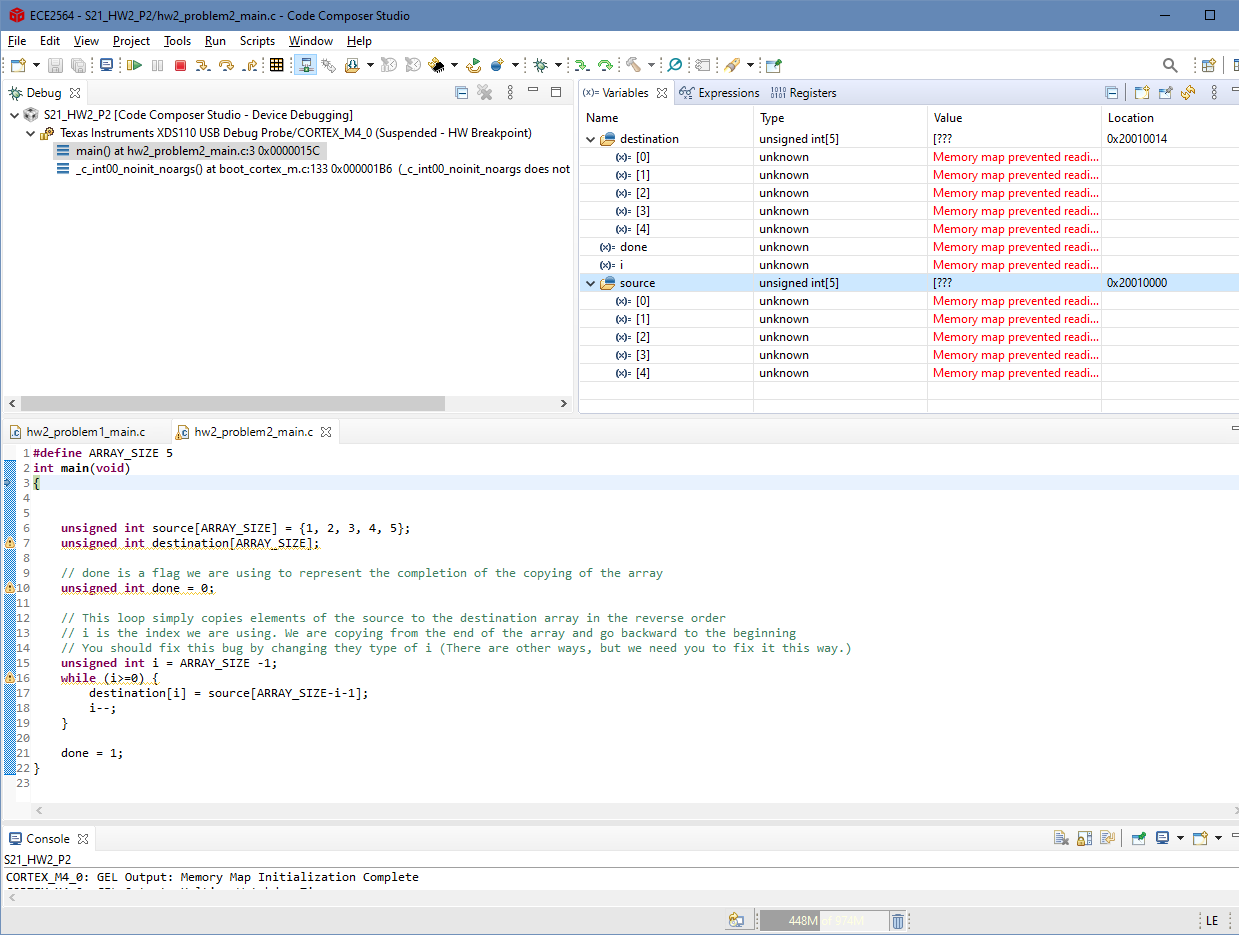 ECE2564 - S21_HW2_P2/hw2_problem2_main.c - Code Composer Studio
File Edit View Project Tools Run Scripts Window Help
Debug
S21_HW2_P2 [Code Composer Studio - Device Debugging]
Texas Instruments XDS110 USB Debug Probe/CORTEX_M4_0 (Suspended - HW Breakpoint)
main() at hw2_problem2_main.c:3 0x0000015C
_c_int00_noinit_noargs() at boot_cortex_m.c:133 0x000001B6 (_c_int00_noinit_noargs does not
(x)= Variables Expressions 1010 0101 Registers
Name Type Value Location
destination unsigned int[5] [??? 0x20010014
(x)= [0] unknown Memory map prevented readi...
(x)= [1] unknown Memory map prevented readi...
(x)= [2] unknown Memory map prevented readi...
(x)= [3] unknown Memory map prevented readi...
(x)= [4] unknown Memory map prevented readi...
(x)= done unknown Memory map prevented readi...
(x)= i unknown Memory map prevented readi...
source unsigned int[5] [??? 0x20010000
(x)= [0] unknown Memory map prevented readi...
(x)= [1] unknown Memory map prevented readi...
(x)= [2] unknown Memory map prevented readi...
(x)= [3] unknown Memory map prevented readi...
(x)= [4] unknown Memory map prevented readi...
hw2_problem1_main.c hw2_problem2_main.c
1 #define ARRAY_SIZE 5
2 int main(void)
3 {
4
5
6 unsigned int source[ARRAY_SIZE] = {1, 2, 3, 4, 5};
7 unsigned int destination[ARRAY_SIZE];
8
9 // done is a flag we are using to represent the completion of the copying of the array
10 unsigned int done = 0;
11
12 // This loop simply copies elements of the source to the destination array in the reverse order
13 // i is the index we are using. We are copying from the end of the array and go backward to the beginning
14 // You should fix this bug by changing they type of i (There are other ways, but we need you to fix it this way.)
15 unsigned int i = ARRAY_SIZE -1;
16 while (i>=0) {
17 destination[i] = source[ARRAY_SIZE-i-1];
18 i--;
19 }
20
21 done = 1;
22 }
23
Console
S21_HW2_P2
CORTEX_M4_0: GEL Output: Memory Map Initialization Complete
448M of 974M
LE